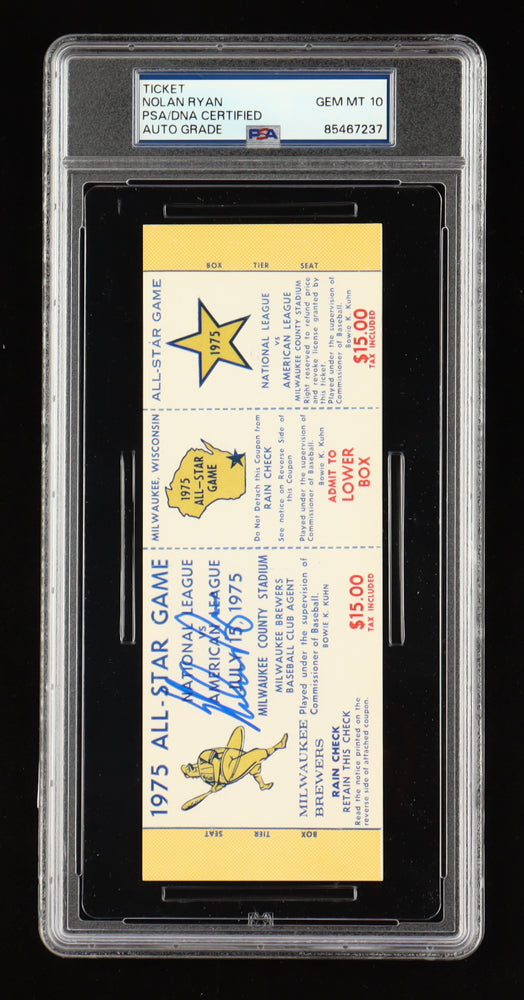 TICKET
NOLAN RYAN
PSA/DNA CERTIFIED
AUTO GRADE
GEM MT 10
85467237
PSA
BOX TIER SEAT
ALL-STAR GAME
1975
NATIONAL LEAGUE
vs
AMERICAN LEAGUE
MILWAUKEE COUNTY STADIUM
Right reserved to refund price
and revoke license granted by
this ticket.
Played under the supervision of
Commissioner of Baseball.
Bowie K. Kuhn
$15.00
TAX INCLUDED
MILWAUKEE, WISCONSIN
1975
ALL-STAR
GAME
Do Not Detach this Coupon from
RAIN CHECK
See notice on Reverse Side of
this Coupon
Played under the supervision of
Commissioner of Baseball.
Bowie K. Kuhn
ADMIT TO
LOWER
BOX
1975 ALL-STAR GAME
NATIONAL LEAGUE
VS
AMERICAN LEAGUE
JULY 15, 1975
MILWAUKEE COUNTY STADIUM
MILWAUKEE BREWERS
BASEBALL CLUB AGENT
Played under the supervision of
Commissioner of Baseball.
BOWIE K. KUHN
$15.00
TAX INCLUDED
MILWAUKEE
BREWERS
RAIN CHECK
RETAIN THIS CHECK
Read the notice printed on the
reverse side of attached coupon.
SEAT TIER BOX